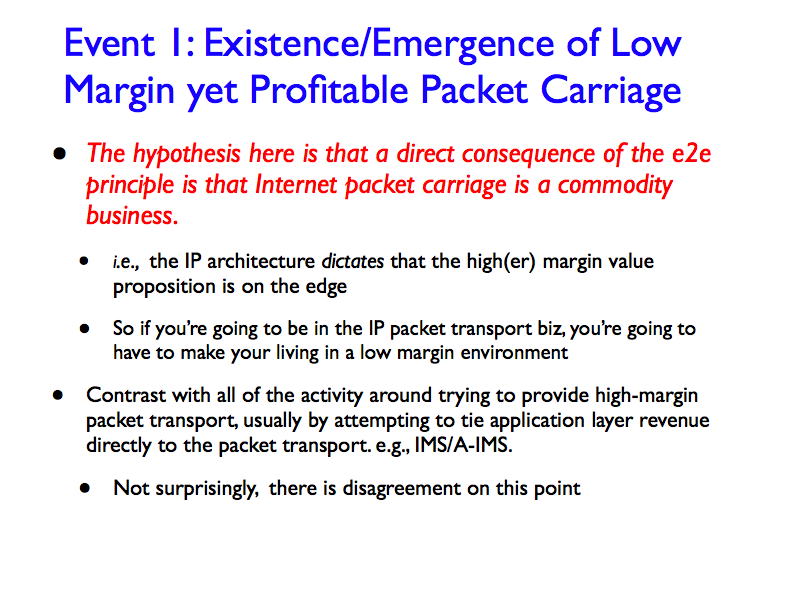 Event 1: Existence/Emergence of Low
Margin yet Profitable Packet Carriage
• The hypothesis here is that a direct consequence of the e2e
principle is that Internet packet carriage is a commodity
business.
• i.e., the IP architecture dictates that the high(er) margin value
proposition is on the edge
• So if you’re going to be in the IP packet transport biz, you’re going to
have to make your living in a low margin environment
• Contrast with all of the activity around trying to provide high-margin
packet transport, usually by attempting to tie application layer revenue
directly to the packet transport. e.g., IMS/A-IMS.
• Not surprisingly, there is disagreement on this point